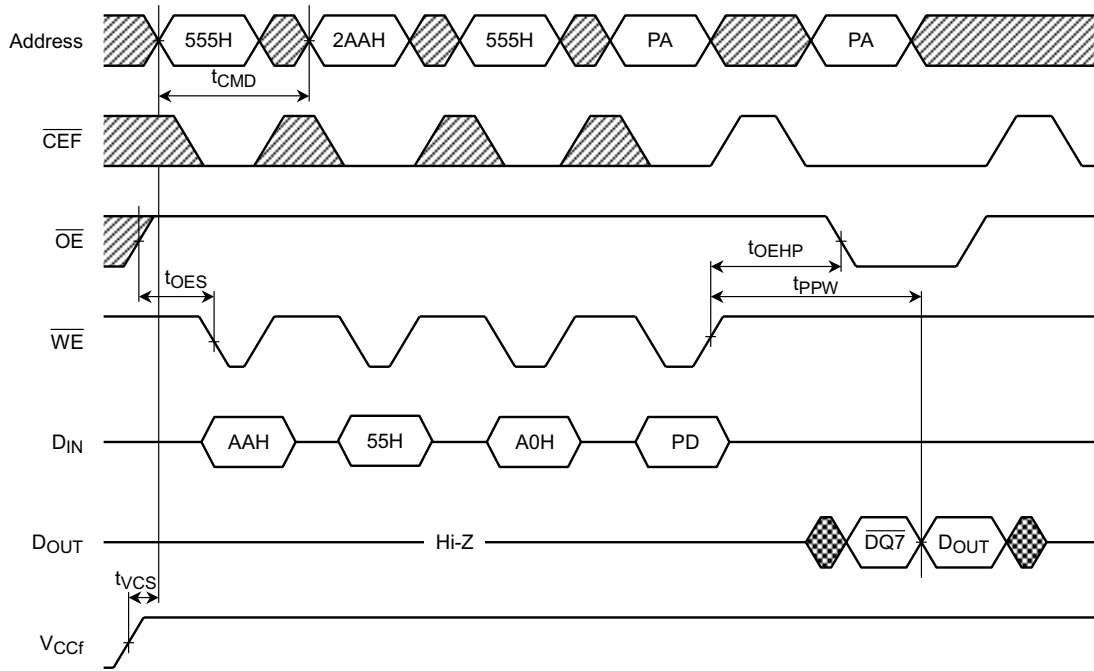 Address 555H 2AAH 555H PA PA
tCMD
CEF
OE
tOEHP
tOES
tPPW
WE
DIN AAH 55H A0H PD
DOUT Hi-Z DQ7 DOUT
tVCS
VCCf